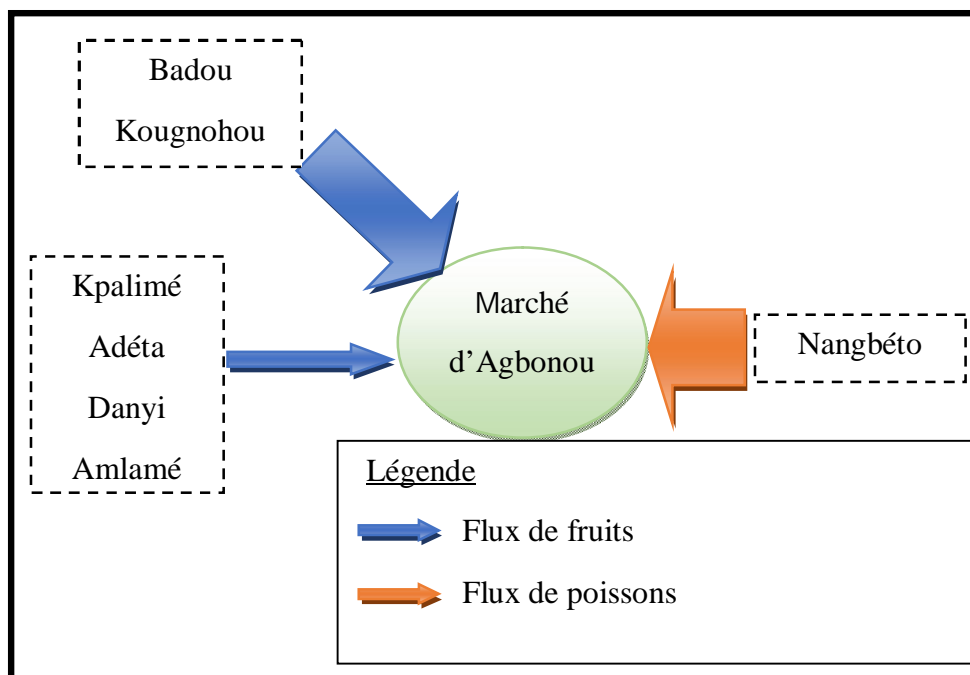 Badou
Kougnohou
Kpalimé
Adéta
Danyi
Amlamé
Marché
d’Agbonou
Nangbéto
Légende
Flux de fruits
Flux de poissons